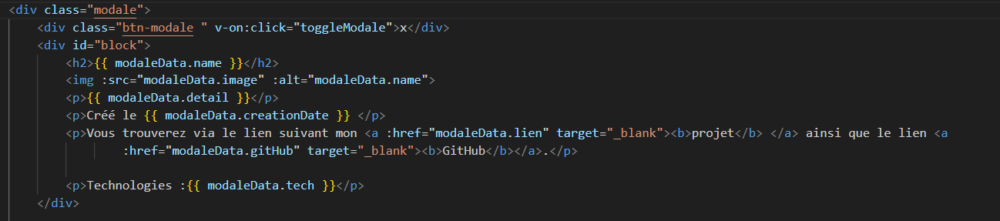 <div class="modale">
<div class="btn-modale " v-on:click="toggleModale">x</div>
<div id="block">
<h2>{{ modaleData.name }}</h2>
<img :src="modaleData.image" :alt="modaleData.name">
<p>{{ modaleData.detail }}</p>
<p>Créé le {{ modaleData.creationDate }} </p>
<p>Vous trouverez via le lien suivant mon <a :href="modaleData.lien" target="_blank"><b>projet</b> </a> ainsi que le lien <a
:href="modaleData.gitHub" target="_blank"><b>GitHub</b></a>.</p>
<p>Technologies :{{ modaleData.tech }}</p>
</div>